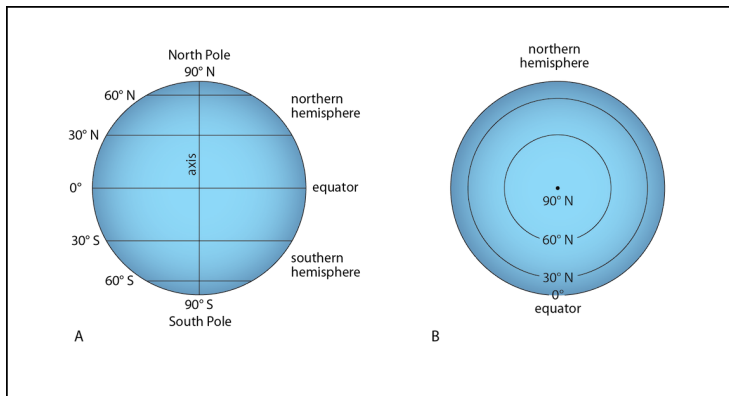 North Pole
90° N
60° N
northern
hemisphere
30° N
axis
0°
equator
30° S
southern
hemisphere
60° S
90° S
South Pole
A
northern
hemisphere
90° N
60° N
30° N
0°
equator
B